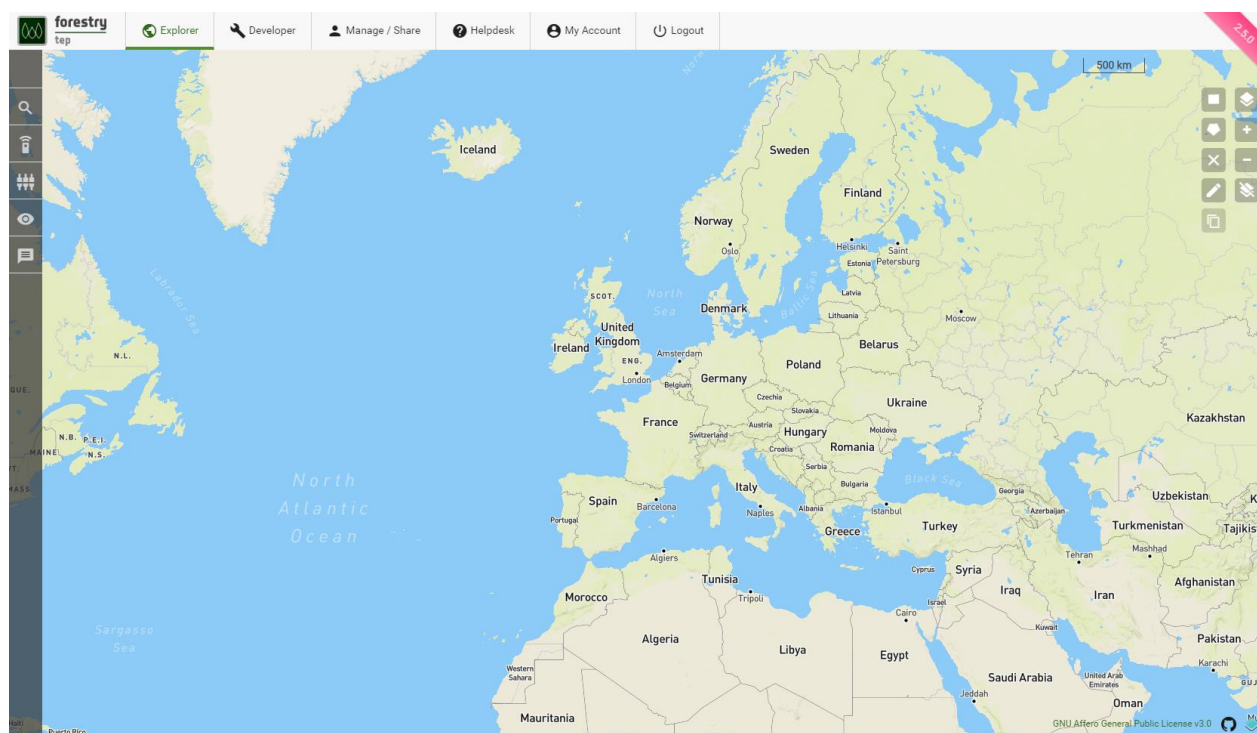 forestry
tep
Explorer
Developer
Manage / Share
Helpdesk
My Account
Logout
2.5.0
500 km
Iceland
Sweden
Finland
Norway
Oslo
Helsinki
Saint
Petersburg
Estonia
Labrador Sea
SCOT.
North
Sea
Denmark
Baltic Sea
Latvia
Lithuania
Moscow
United
Kingdom
Ireland
ENG.
London
Amsterdam
Belgium
Germany
Poland
Belarus
N.L.
QUE.
Czechia
Slovakia
Ukraine
France
Switzerland
Austria
Hungary
Moldova
Croatia
Romania
Kazakhstan
N.B.
P.E.I.
MAINE
N.S.
VT.
MASS.
Serbia
Italy
Bulgaria
Black Sea
Georgia
Uzbekistan
North
Atlantic
Ocean
Portugal
Spain
Barcelona
Naples
Albania
Greece
Istanbul
Turkey
Azerbaijan
Turkmenistan
Tajikis
Algiers
Tunisia
Tripoli
Cyprus
Syria
Tehran
Mashhad
Afghanistan
Morocco
Israel
Iraq
Iran
Cairo
Kuwait
Sargasso
Sea
Algeria
Libya
Egypt
Pakistan
Karachi
Western
Sahara
Saudi Arabia
United Arab
Emirates
GUJ
Jeddah
Oman
Mauritania
Haiti
Puerto Rico
GNU Affero General Public License v3.0